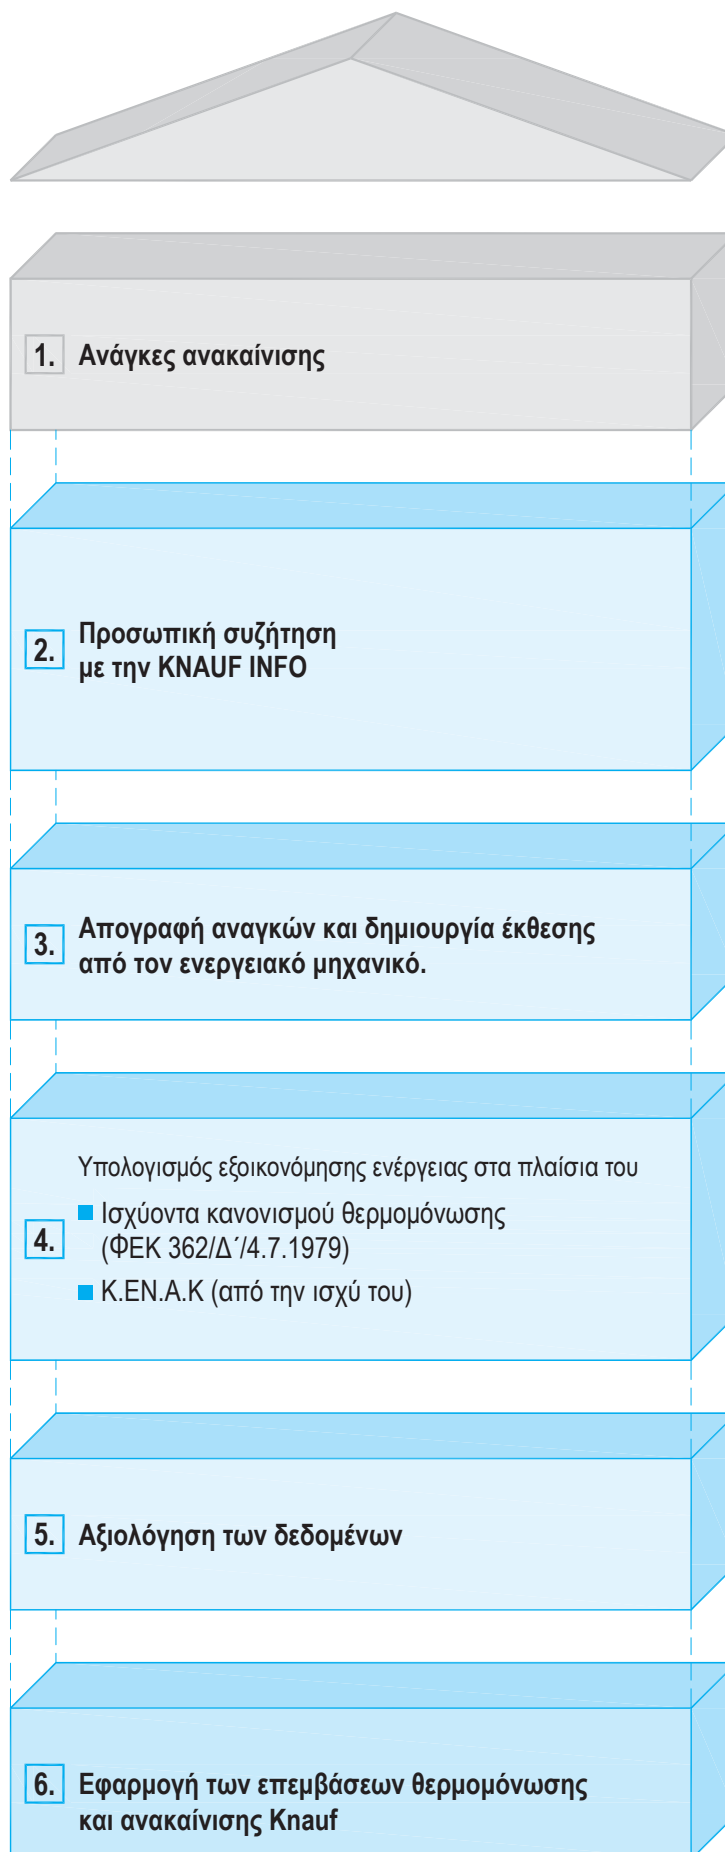 1. Ανάγκες ανακαίνισης
2. Προσωπική συζήτηση
με την KNAUF INFO
3. Απογραφή αναγκών και δημιουργία έκθεσης
από τον ενεργειακό μηχανικό.
Υπολογισμός εξοικονόμησης ενέργειας στα πλαίσια του
4. ■ Ισχύοντα κανονισμού θερμομόνωσης
(ΦΕΚ 362/Δ΄/4.7.1979)
■ Κ.ΕΝ.Α.Κ (από την ισχύ του)
5. Αξιολόγηση των δεδομένων
6. Εφαρμογή των επεμβάσεων θερμομόνωσης
και ανακαίνισης Knauf